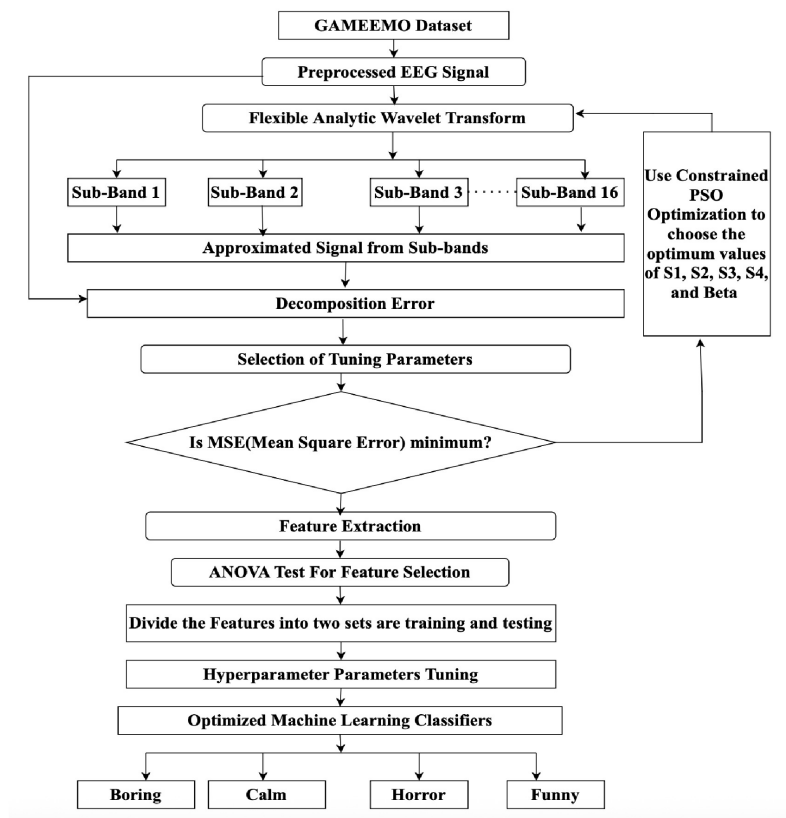 GAMEEMO Dataset
Preprocessed EEG Signal
Flexible Analytic Wavelet Transform
Sub-Band 1
Sub-Band 2
Sub-Band 3
Sub-Band 16
Use Constrained
PSO
Optimization to
choose the
optimum values
of S1, S2, S3, S4,
and Beta
Approximated Signal from Sub-bands
Decomposition Error
Selection of Tuning Parameters
Is MSE(Mean Square Error) minimum?
Feature Extraction
ANOVA Test For Feature Selection
Divide the Features into two sets are training and testing
Hyperparameter Parameters Tuning
Optimized Machine Learning Classifiers
Boring
Calm
Horror
Funny